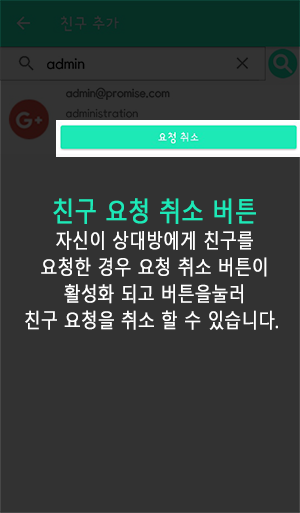 친구 추가
admin
admin@promise.com
G+
administration
요청 취소
친구 요청 취소 버튼
자신이 상대방에게 친구를
요청한 경우 요청 취소 버튼이
활성화 되고 버튼을눌러
친구 요청을 취소 할 수 있습니다.